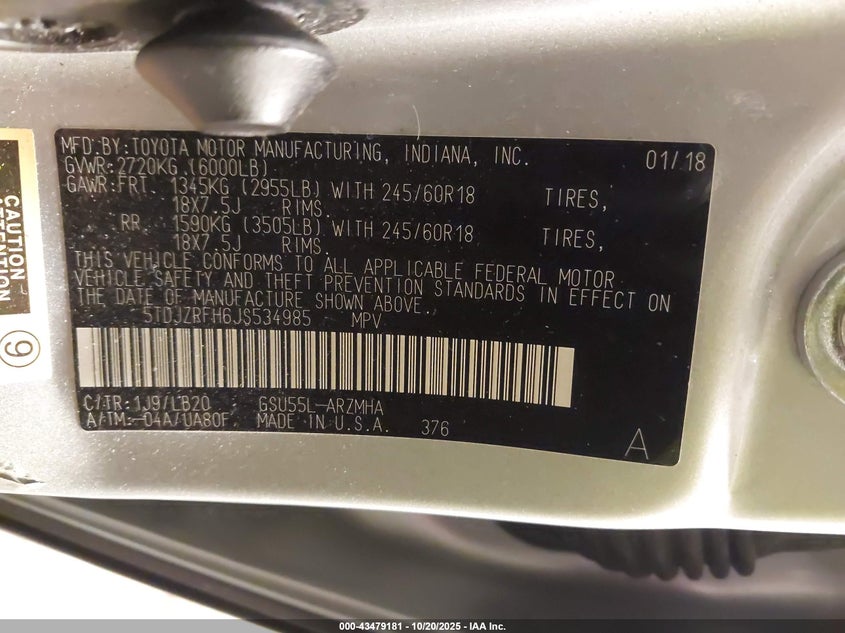 MFD.BY:TOYOTA MOTOR MANUFACTURING, INDIANA, INC. 01/18
GVWR:2720KG (6000LB)
GAWR:FRT. 1345KG (2955LB) WITH 245/60R18 TIRES,
18X7.5J RIMS.
RR. 1590KG (3505LB) WITH 245/60R18 TIRES,
18X7.5J RIMS.
THIS VEHICLE CONFORMS TO ALL APPLICABLE FEDERAL MOTOR
VEHICLE SAFETY AND THEFT PREVENTION STANDARDS IN EFFECT ON
THE DATE OF MANUFACTURE SHOWN ABOVE.
5TDJZRFH6JS534985 MPV
C/TR:1J9/LB20 GSU55L-ARZMHA
A/TM:-04A/UA80F MADE IN U.S.A. 376
A
CAUTION
ATTENTION
9
000-43479181 - 10/20/2025 - IAA Inc.